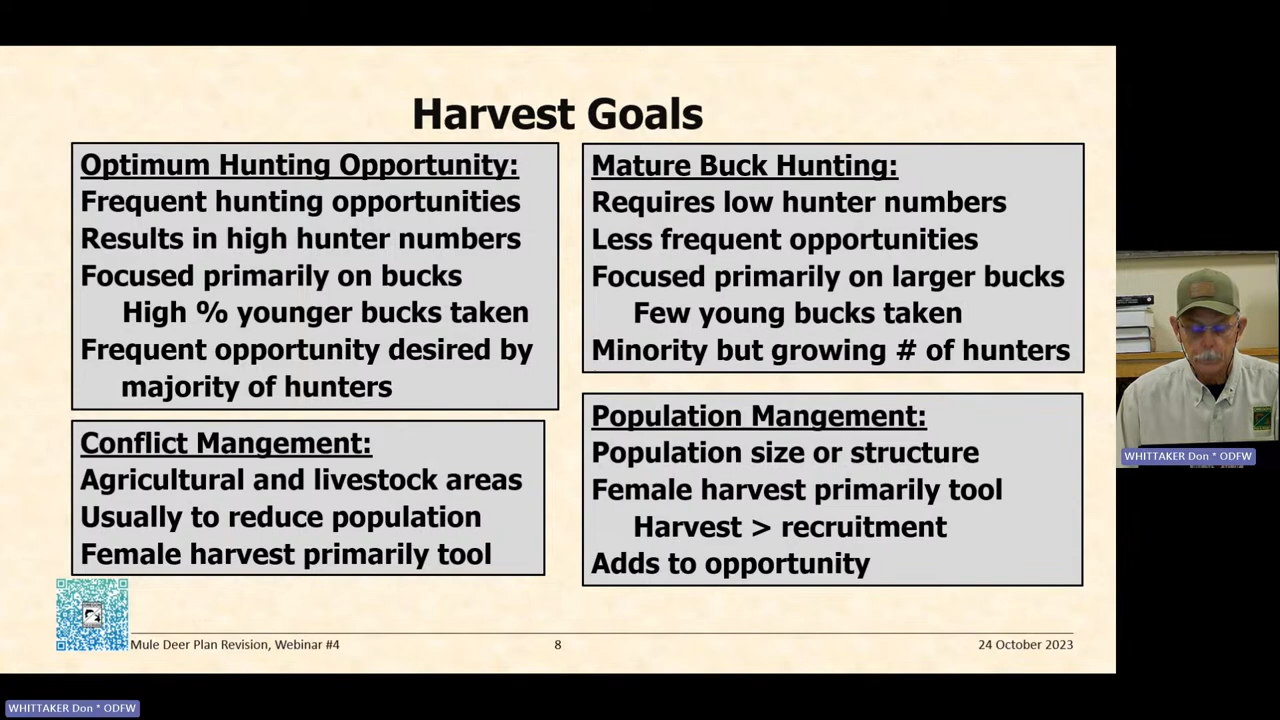 Harvest Goals
Optimum Hunting Opportunity:
Frequent hunting opportunities
Results in high hunter numbers
Focused primarily on bucks
High % younger bucks taken
Frequent opportunity desired by
majority of hunters
Mature Buck Hunting:
Requires low hunter numbers
Less frequent opportunities
Focused primarily on larger bucks
Few young bucks taken
Minority but growing # of hunters
Conflict Mangement:
Agricultural and livestock areas
Usually to reduce population
Female harvest primarily tool
Population Mangement:
Population size or structure
Female harvest primarily tool
Harvest > recruitment
Adds to opportunity
Mule Deer Plan Revision, Webinar #4
8
24 October 2023
WHITTAKER Don * ODFW
WHITTAKER Don * ODFW